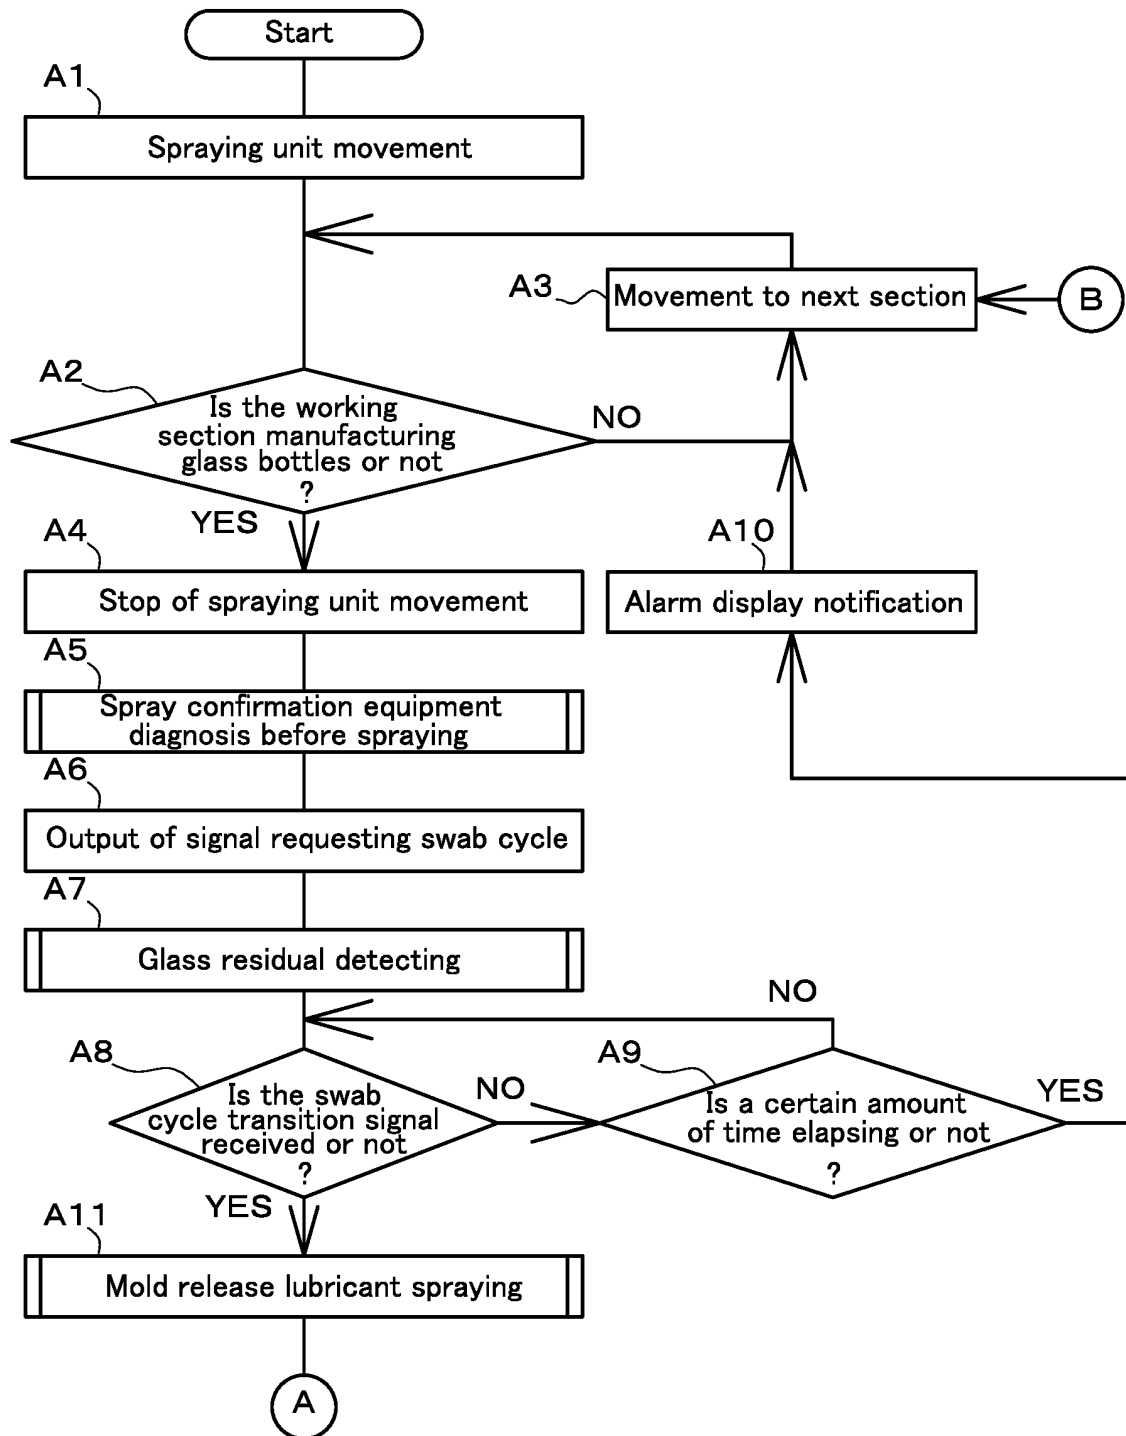 Start
A1
Spraying unit movement
A3
Movement to next section
B
A2
Is the working
section manufacturing
glass bottles or not
?
NO
YES
A4
Stop of spraying unit movement
A10
Alarm display notification
A5
Spray confirmation equipment
diagnosis before spraying
A6
Output of signal requesting swab cycle
A7
Glass residual detecting
NO
A8
Is the swab
cycle transition signal
received or not
?
NO
A9
Is a certain amount
of time elapsing or not
?
YES
YES
A11
Mold release lubricant spraying
A